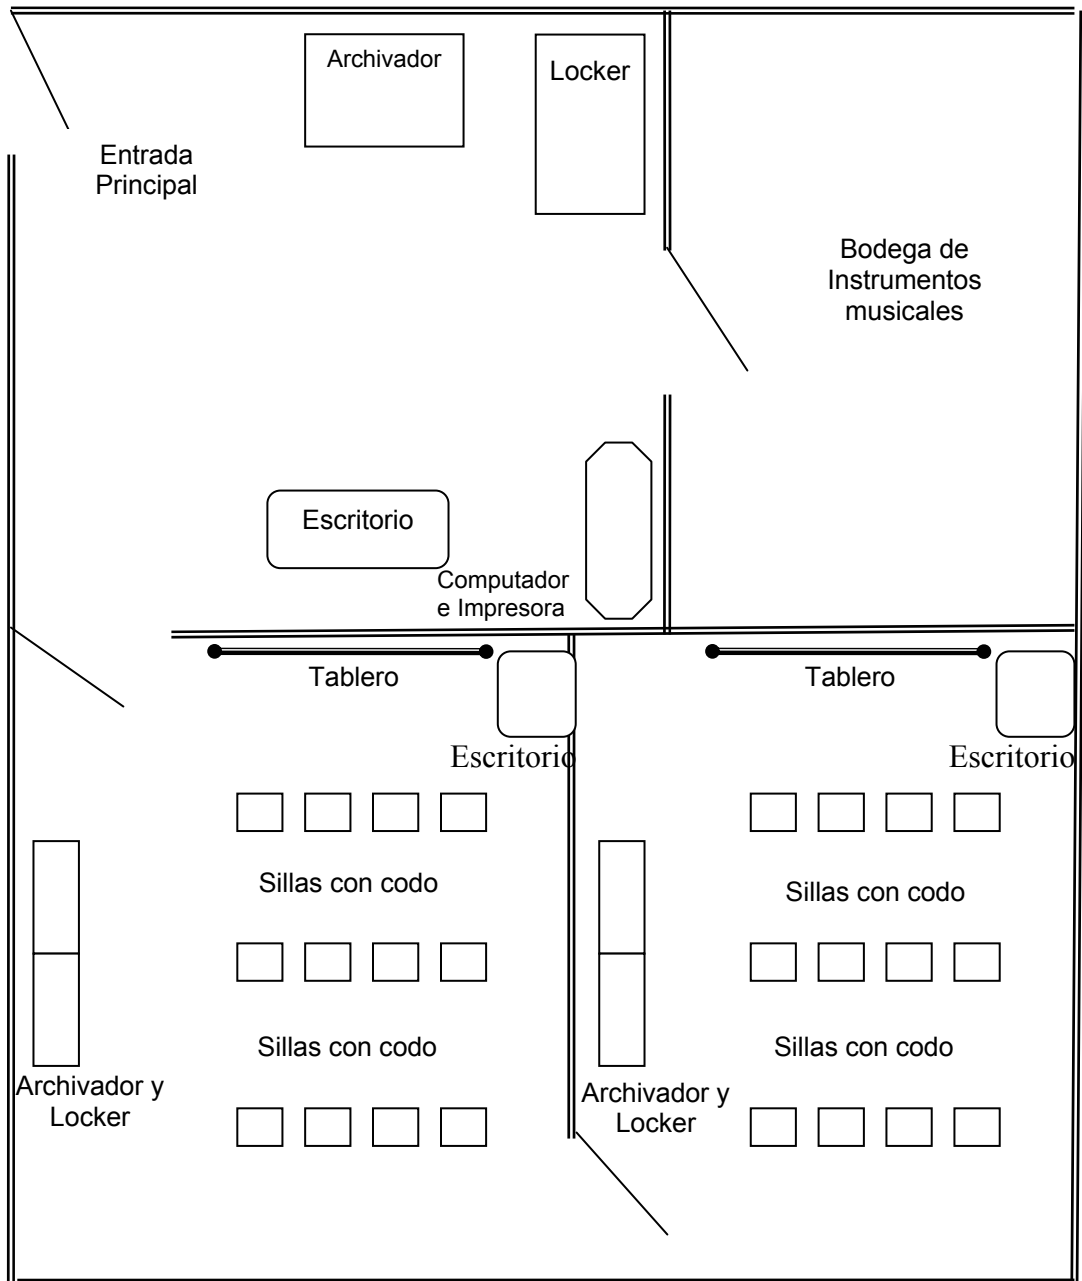 Archivador
Locker
Entrada
Principal
Bodega de
Instrumentos
musicales
Escritorio
Computador
e Impresora
Tablero
Tablero
Escritorio
Escritorio
Sillas con codo
Sillas con codo
Sillas con codo
Sillas con codo
Archivador y
Locker
Archivador y
Locker